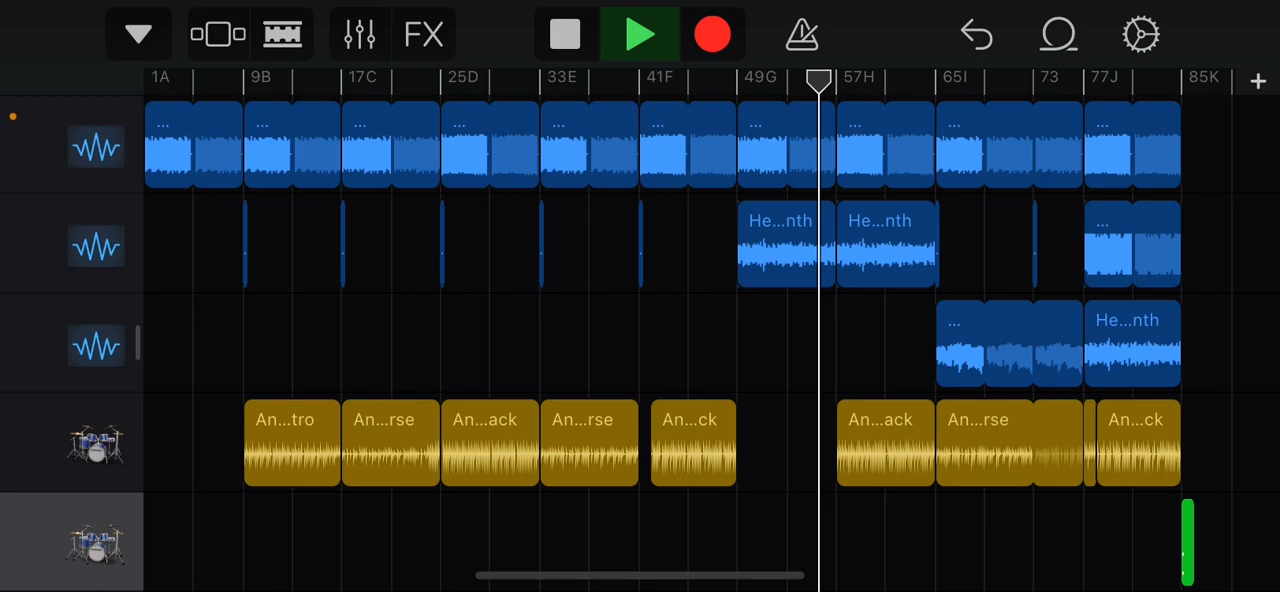 FX
1A 9B 17C 25D 33E 41F 49G 57H 65I 73 77J 85K +
... ... ... ... ... ... ... ... ... ...
He...nth He...nth ...
... He...nth
An...tro An...rse An...ack An...rse An...ck An...ack An...rse An...ck